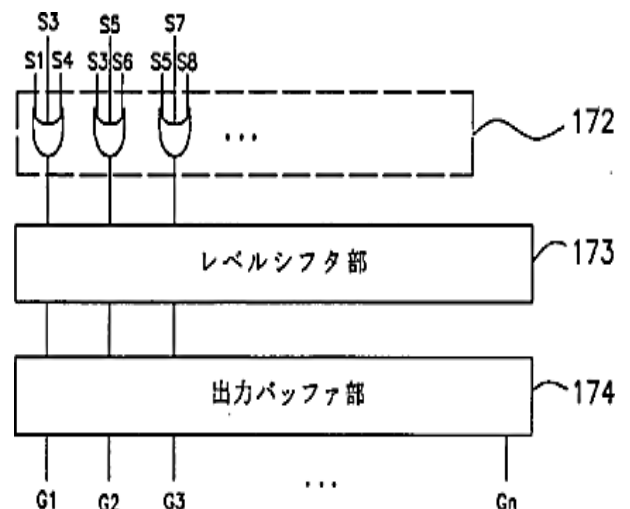 S3 S5 S7
S1 S4 S3 S6 S5 S8
... 172
レベルシフタ部 173
出力バッファ部 174
G1 G2 G3 ... Gn